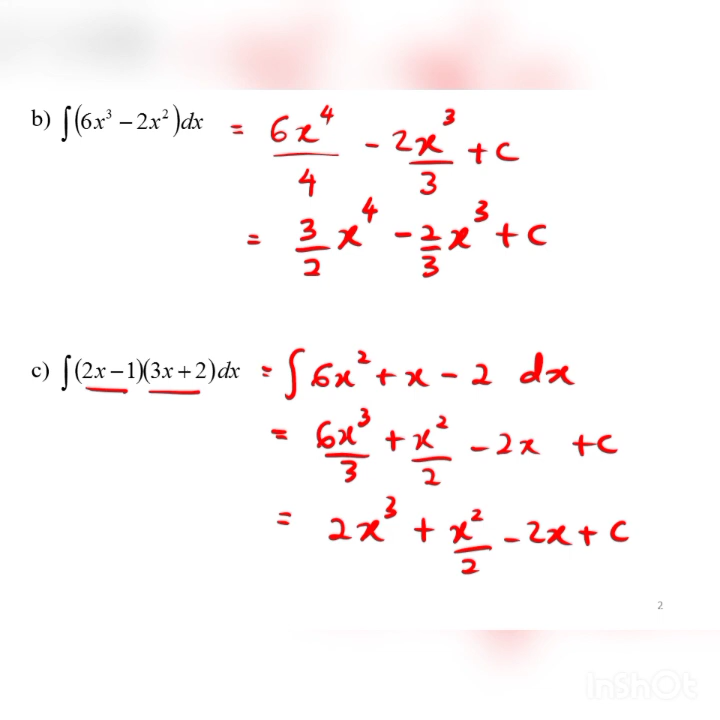 b) ∫(6x³ − 2x²)dx = 6x⁴/4 − 2x³/3 + c
= 3/2 x⁴ − 2/3 x³ + c
c) ∫(2x − 1)(3x + 2)dx = ∫ 6x² + x − 2 dx
= 6x³/3 + x²/2 − 2x + c
= 2x³ + x²/2 − 2x + c
2
InShOt